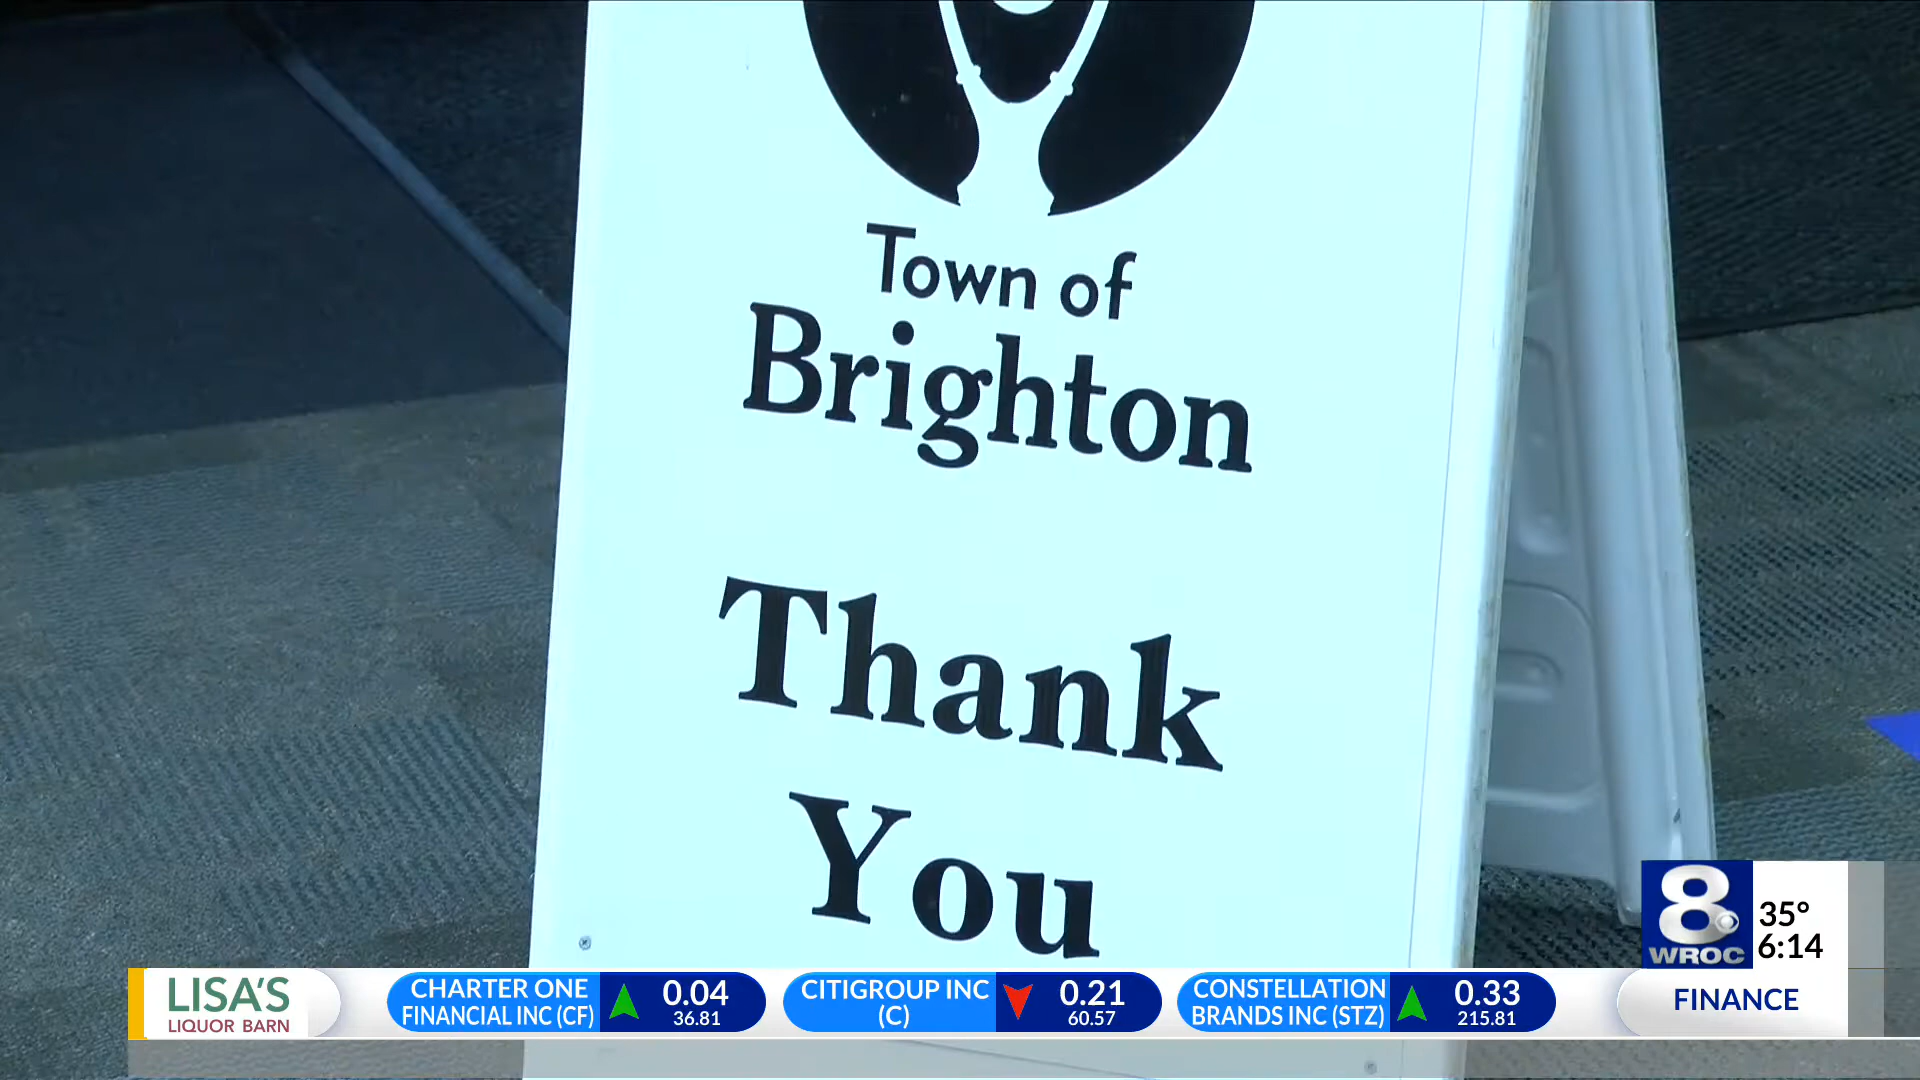 Town of
Brighton
Thank
You
8
WROC
35°
6:14
LISA'S
LIQUOR BARN
CHARTER ONE
FINANCIAL INC (CF)
0.04
36.81
CITIGROUP INC
(C)
0.21
60.57
CONSTELLATION
BRANDS INC (STZ)
0.33
215.81
FINANCE